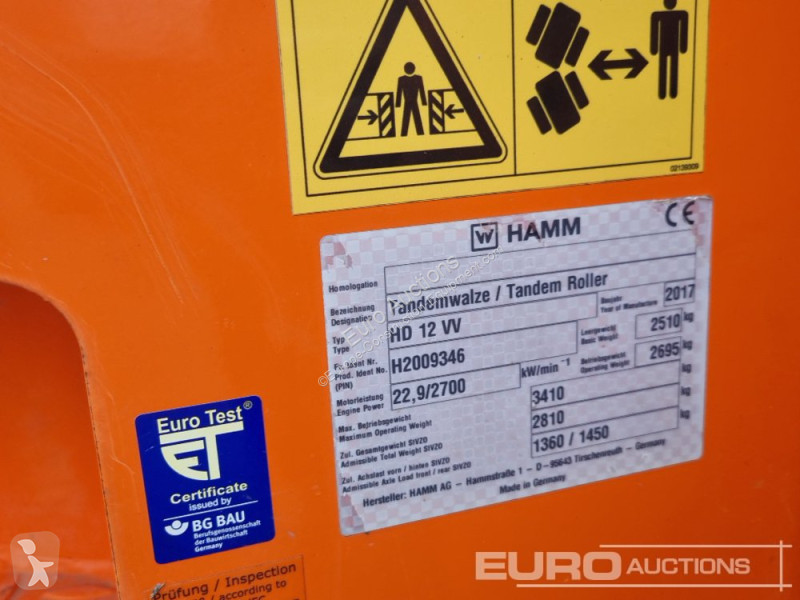 02139309
HAMM CE
Homologation
Bezeichnung
Designation
Tandemwalze / Tandem Roller
Baujahr
Year of Manufacture
2017
Typ
Type
HD 12 VV
Leergewicht
Basic Weight
2510 kg
Fz. Ident Nr.
Prod. Ident No.
(PIN)
H2009346
Betriebsgewicht
Operating Weight
2695 kg
Motorleistung
Engine Power
22,9/2700
kW/min -1
Max. Betriebsgewicht
Maximum Operating Weight
3410 kg
Zul. Gesamtgewicht StVZO
Admissible Total Weight StVZO
2810 kg
Zul. Achslast vorn / hinten StVZO
Admissible Axle Load front / rear StVZO
1360 / 1450
Hersteller: HAMM AG - Hammstraße 1 - D - 95643 Tirschenreuth - Germany
Made in Germany
Euro Test®
ET
Certificate
issued by
BG BAU
Berufsgenossenschaft
der Bauwirtschaft
Germany
Prüfung / Inspection
according to
EURO AUCTIONS